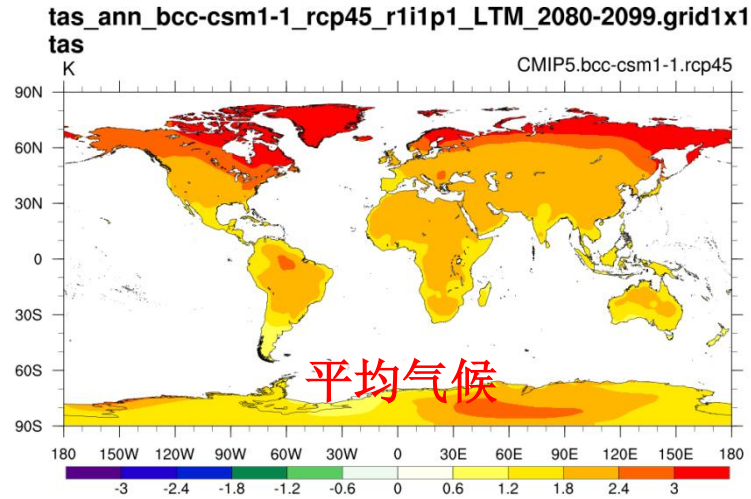 tas_ann_bcc-csm1-1_rcp45_r1i1p1_LTM_2080-2099.grid1x1
tas
K CMIP5.bcc-csm1-1.rcp45
90N
60N
30N
0
30S
60S
平均气候
90S
180 150W 120W 90W 60W 30W 0 30E 60E 90E 120E 150E 180
-3 -2.4 -1.8 -1.2 -0.6 0 0.6 1.2 1.8 2.4 3